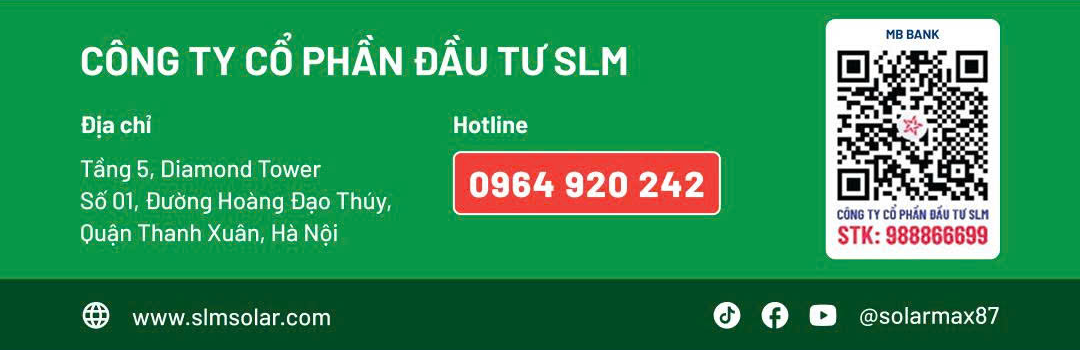 CÔNG TY CỔ PHẦN ĐẦU TƯ SLM
Địa chỉ
Tầng 5, Diamond Tower
Số 01, Đường Hoàng Đạo Thúy,
Quận Thanh Xuân, Hà Nội
Hotline
0964 920 242
MB BANK
CÔNG TY CỔ PHẦN ĐẦU TƯ SLM
STK: 988866699
www.slmsolar.com
@solarmax87